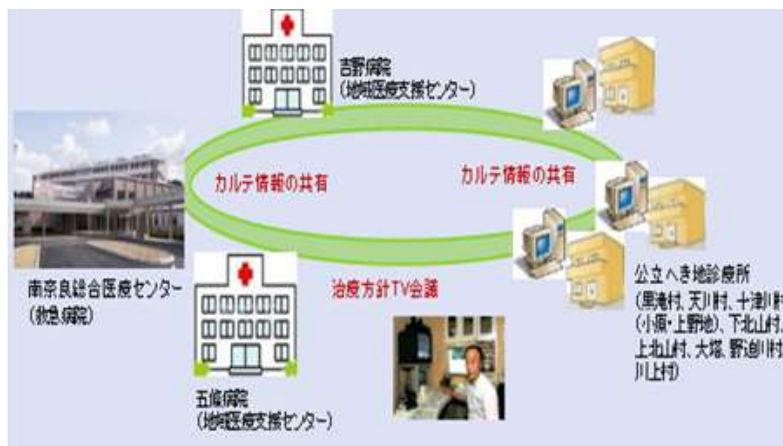 吉野病院
(地域医療支援センター)
カルテ情報の共有
カルテ情報の共有
南奈良総合医療センター
(救急病院)
治療方針TV会議
公立へき地診療所
(黒滝村、天川村、十津川村
(小原・上野地)、下北山村、
上北山村、大塔、野迫川村
川上村)
五條病院
(地域医療支援センター)